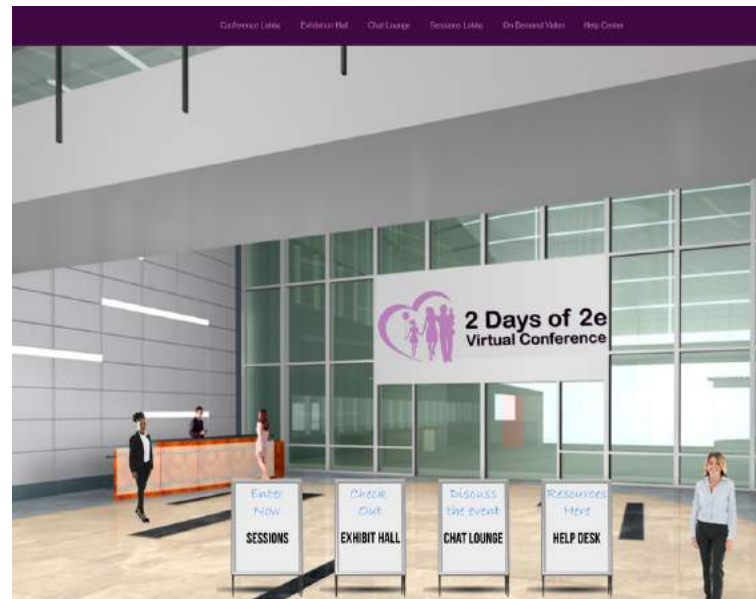 Conference Lobby Exhibition Hall Chat Lounge Sessions Lobby On Demand Video Help Center
2 Days of 2e
Virtual Conference
Enter
Now
SESSIONS
Check
Out
EXHIBIT HALL
Discuss
the event
CHAT LOUNGE
Resources
Here
HELP DESK